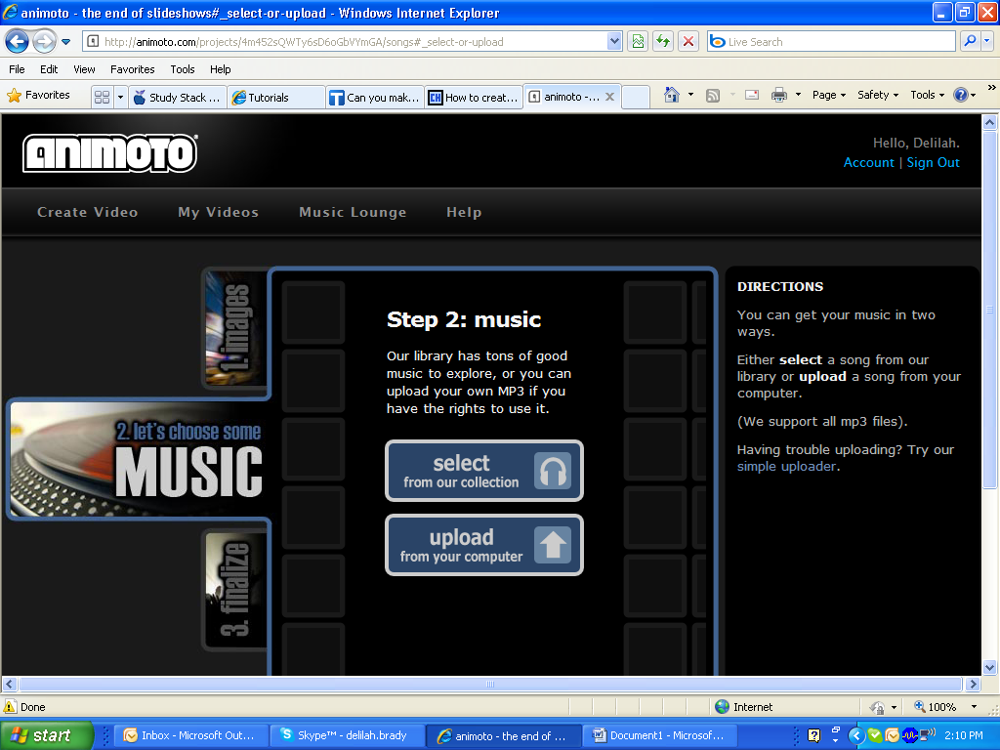 animoto - the end of slideshows#_select-or-upload - Windows Internet Explorer
http://animoto.com/projects/4m452sQWTy6sD6oGbVYmGA/songs#_select-or-upload
Live Search
File Edit View Favorites Tools Help
Favorites
Study Stack ...
Tutorials
Can you mak...
How to creat...
animoto -...
Page Safety Tools
ANIMOTO
Hello, Delilah.
Account | Sign Out
Create Video My Videos Music Lounge Help
1. images
2. let's choose some
MUSIC
3. finalize
Step 2: music
Our library has tons of good
music to explore, or you can
upload your own MP3 if you
have the rights to use it.
select
from our collection
upload
from your computer
DIRECTIONS
You can get your music in two
ways.
Either select a song from our
library or upload a song from your
computer.
(We support all mp3 files).
Having trouble uploading? Try our
simple uploader.
Done
Internet
100%
start
Inbox - Microsoft Out...
Skype™ - delilah.brady
animoto - the end of ...
Document1 - Microsof...
2:10 PM